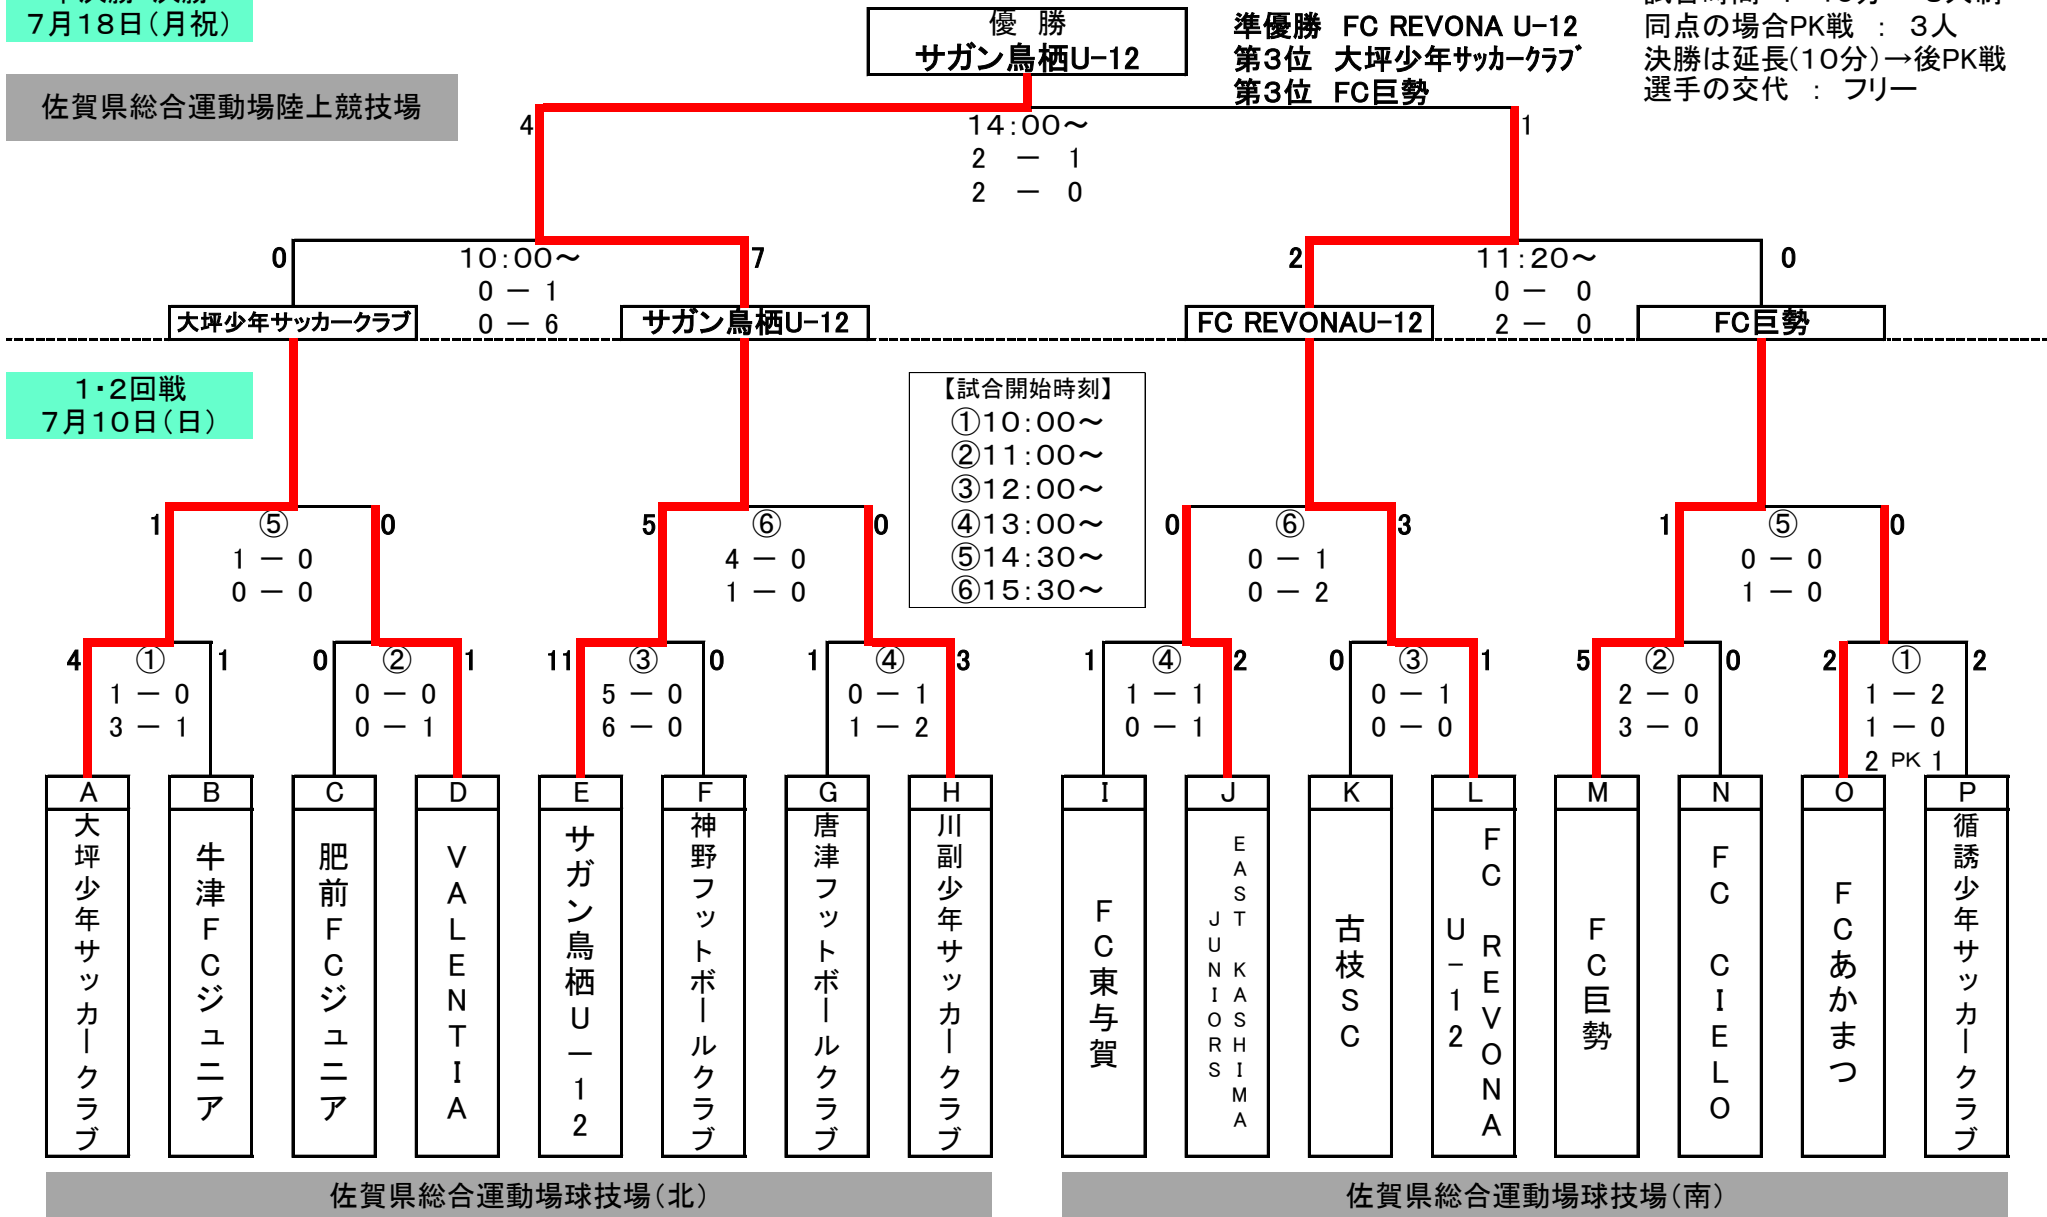 7月18日(月祝)
優 勝
サガン鳥栖U-12
準優勝 FC REVONA U-12
第3位 大坪少年サッカークラブ
第3位 FC巨勢
同点の場合PK戦 : 3人
決勝は延長(10分)→後PK戦
選手の交代 : フリー
佐賀県総合運動場陸上競技場
4
14:00~
1
2 - 1
2 - 0
0
10:00~
7
0 - 1
0 - 6
2
11:20~
0
0 - 0
2 - 0
大坪少年サッカークラブ
サガン鳥栖U-12
FC REVONAU-12
FC巨勢
1・2回戦
7月10日(日)
【試合開始時刻】
①10:00~
②11:00~
③12:00~
④13:00~
⑤14:30~
⑥15:30~
1 ⑤ 0
1 - 0
0 - 0
5 ⑥ 0
4 - 0
1 - 0
0 ⑥ 3
0 - 1
0 - 2
1 ⑤ 0
0 - 0
1 - 0
4 ① 1
1 - 0
3 - 1
0 ② 1
0 - 0
0 - 1
11 ③ 0
5 - 0
6 - 0
1 ④ 3
0 - 1
1 - 2
1 ④ 2
1 - 1
0 - 1
0 ③ 1
0 - 1
0 - 0
5 ② 0
2 - 0
3 - 0
2 ① 2
1 - 2
1 - 0
2 PK 1
A
大坪少年サッカークラブ
B
牛津FCジュニア
C
肥前FCジュニア
D
VALENTIA
E
サガン鳥栖U-12
F
神野フットボールクラブ
G
唐津フットボールクラブ
H
川副少年サッカークラブ
I
FC東与賀
J
EAST KASHIMA
JUNIORS
K
古枝SC
L
FC REVONA
U-12
M
FC巨勢
N
FC CIELO
O
FCあかまつ
P
循誘少年サッカークラブ
佐賀県総合運動場球技場(北)
佐賀県総合運動場球技場(南)